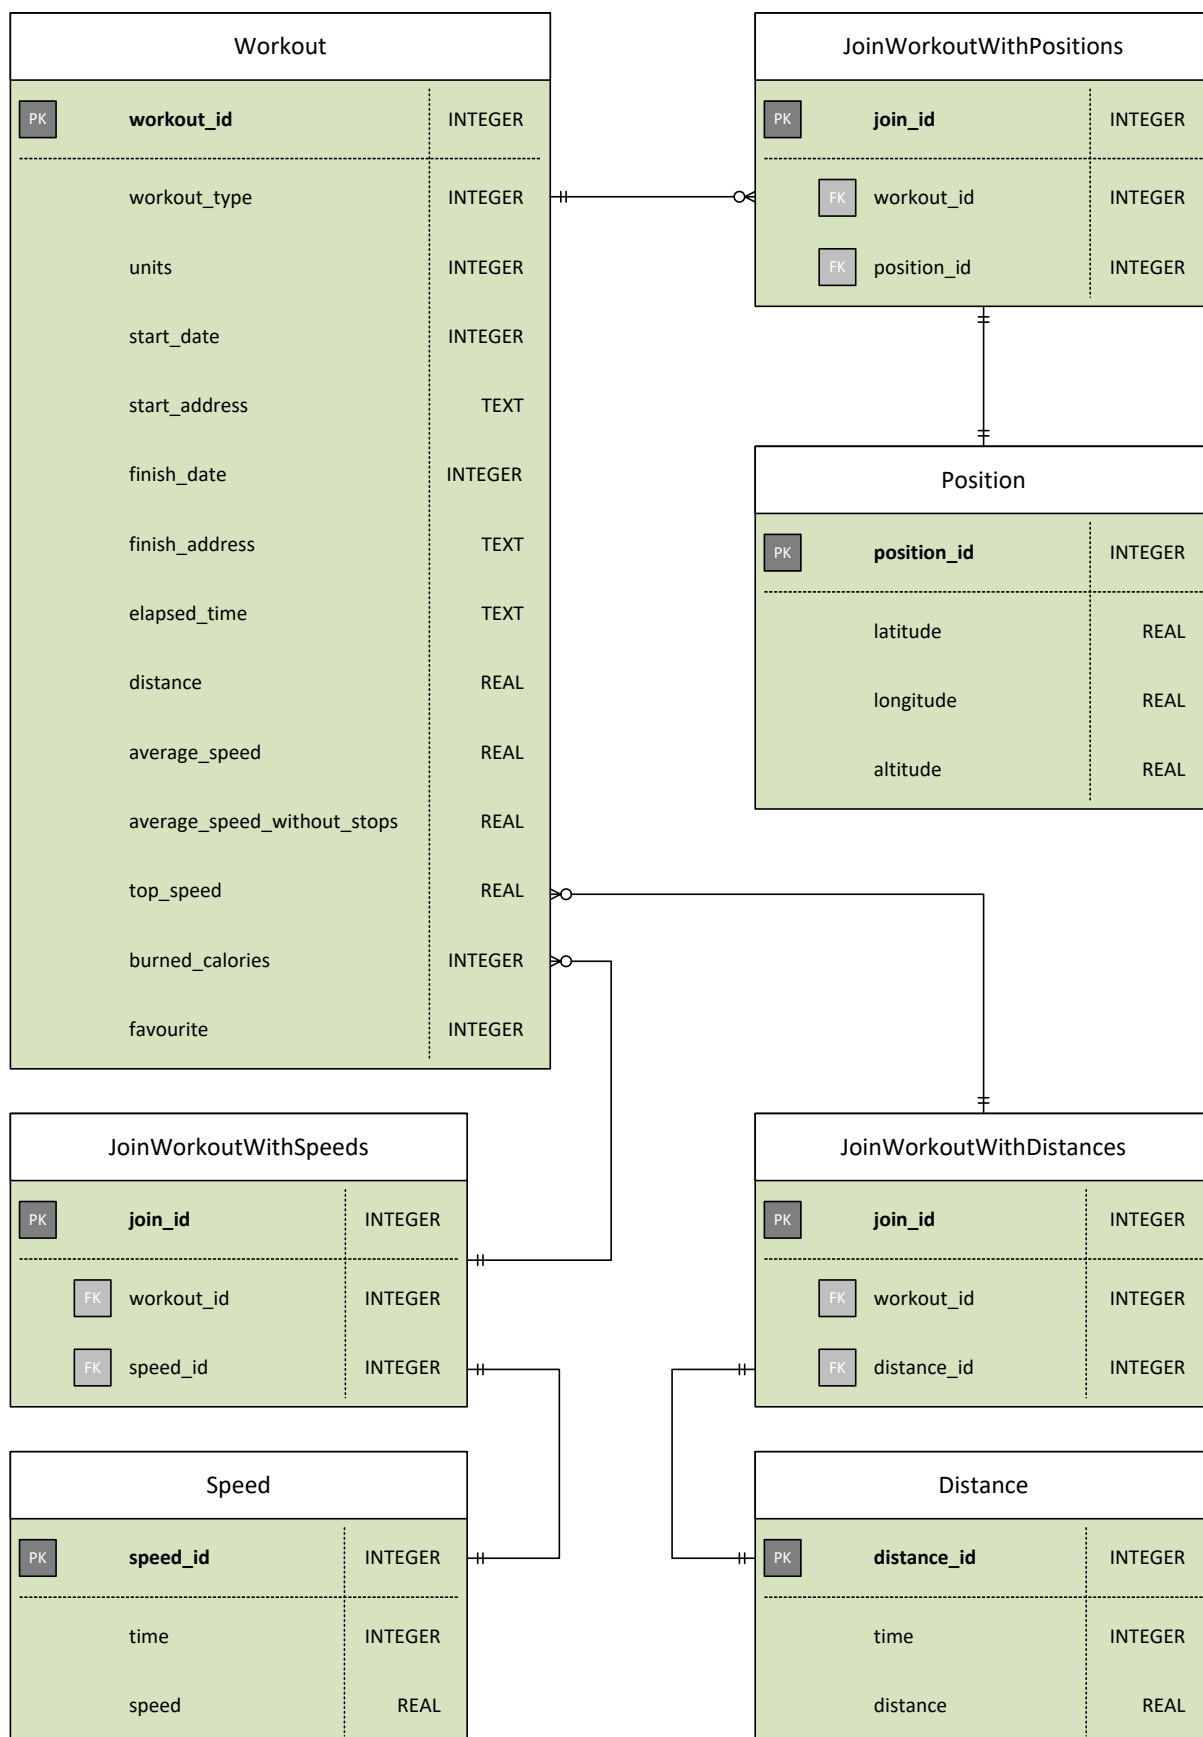 Workout
PK workout_id INTEGER
workout_type INTEGER
units INTEGER
start_date INTEGER
start_address TEXT
finish_date INTEGER
finish_address TEXT
elapsed_time TEXT
distance REAL
average_speed REAL
average_speed_without_stops REAL
top_speed REAL
burned_calories INTEGER
favourite INTEGER
JoinWorkoutWithPositions
PK join_id INTEGER
FK workout_id INTEGER
FK position_id INTEGER
Position
PK position_id INTEGER
latitude REAL
longitude REAL
altitude REAL
JoinWorkoutWithSpeeds
PK join_id INTEGER
FK workout_id INTEGER
FK speed_id INTEGER
Speed
PK speed_id INTEGER
time INTEGER
speed REAL
JoinWorkoutWithDistances
PK join_id INTEGER
FK workout_id INTEGER
FK distance_id INTEGER
Distance
PK distance_id INTEGER
time INTEGER
distance REAL